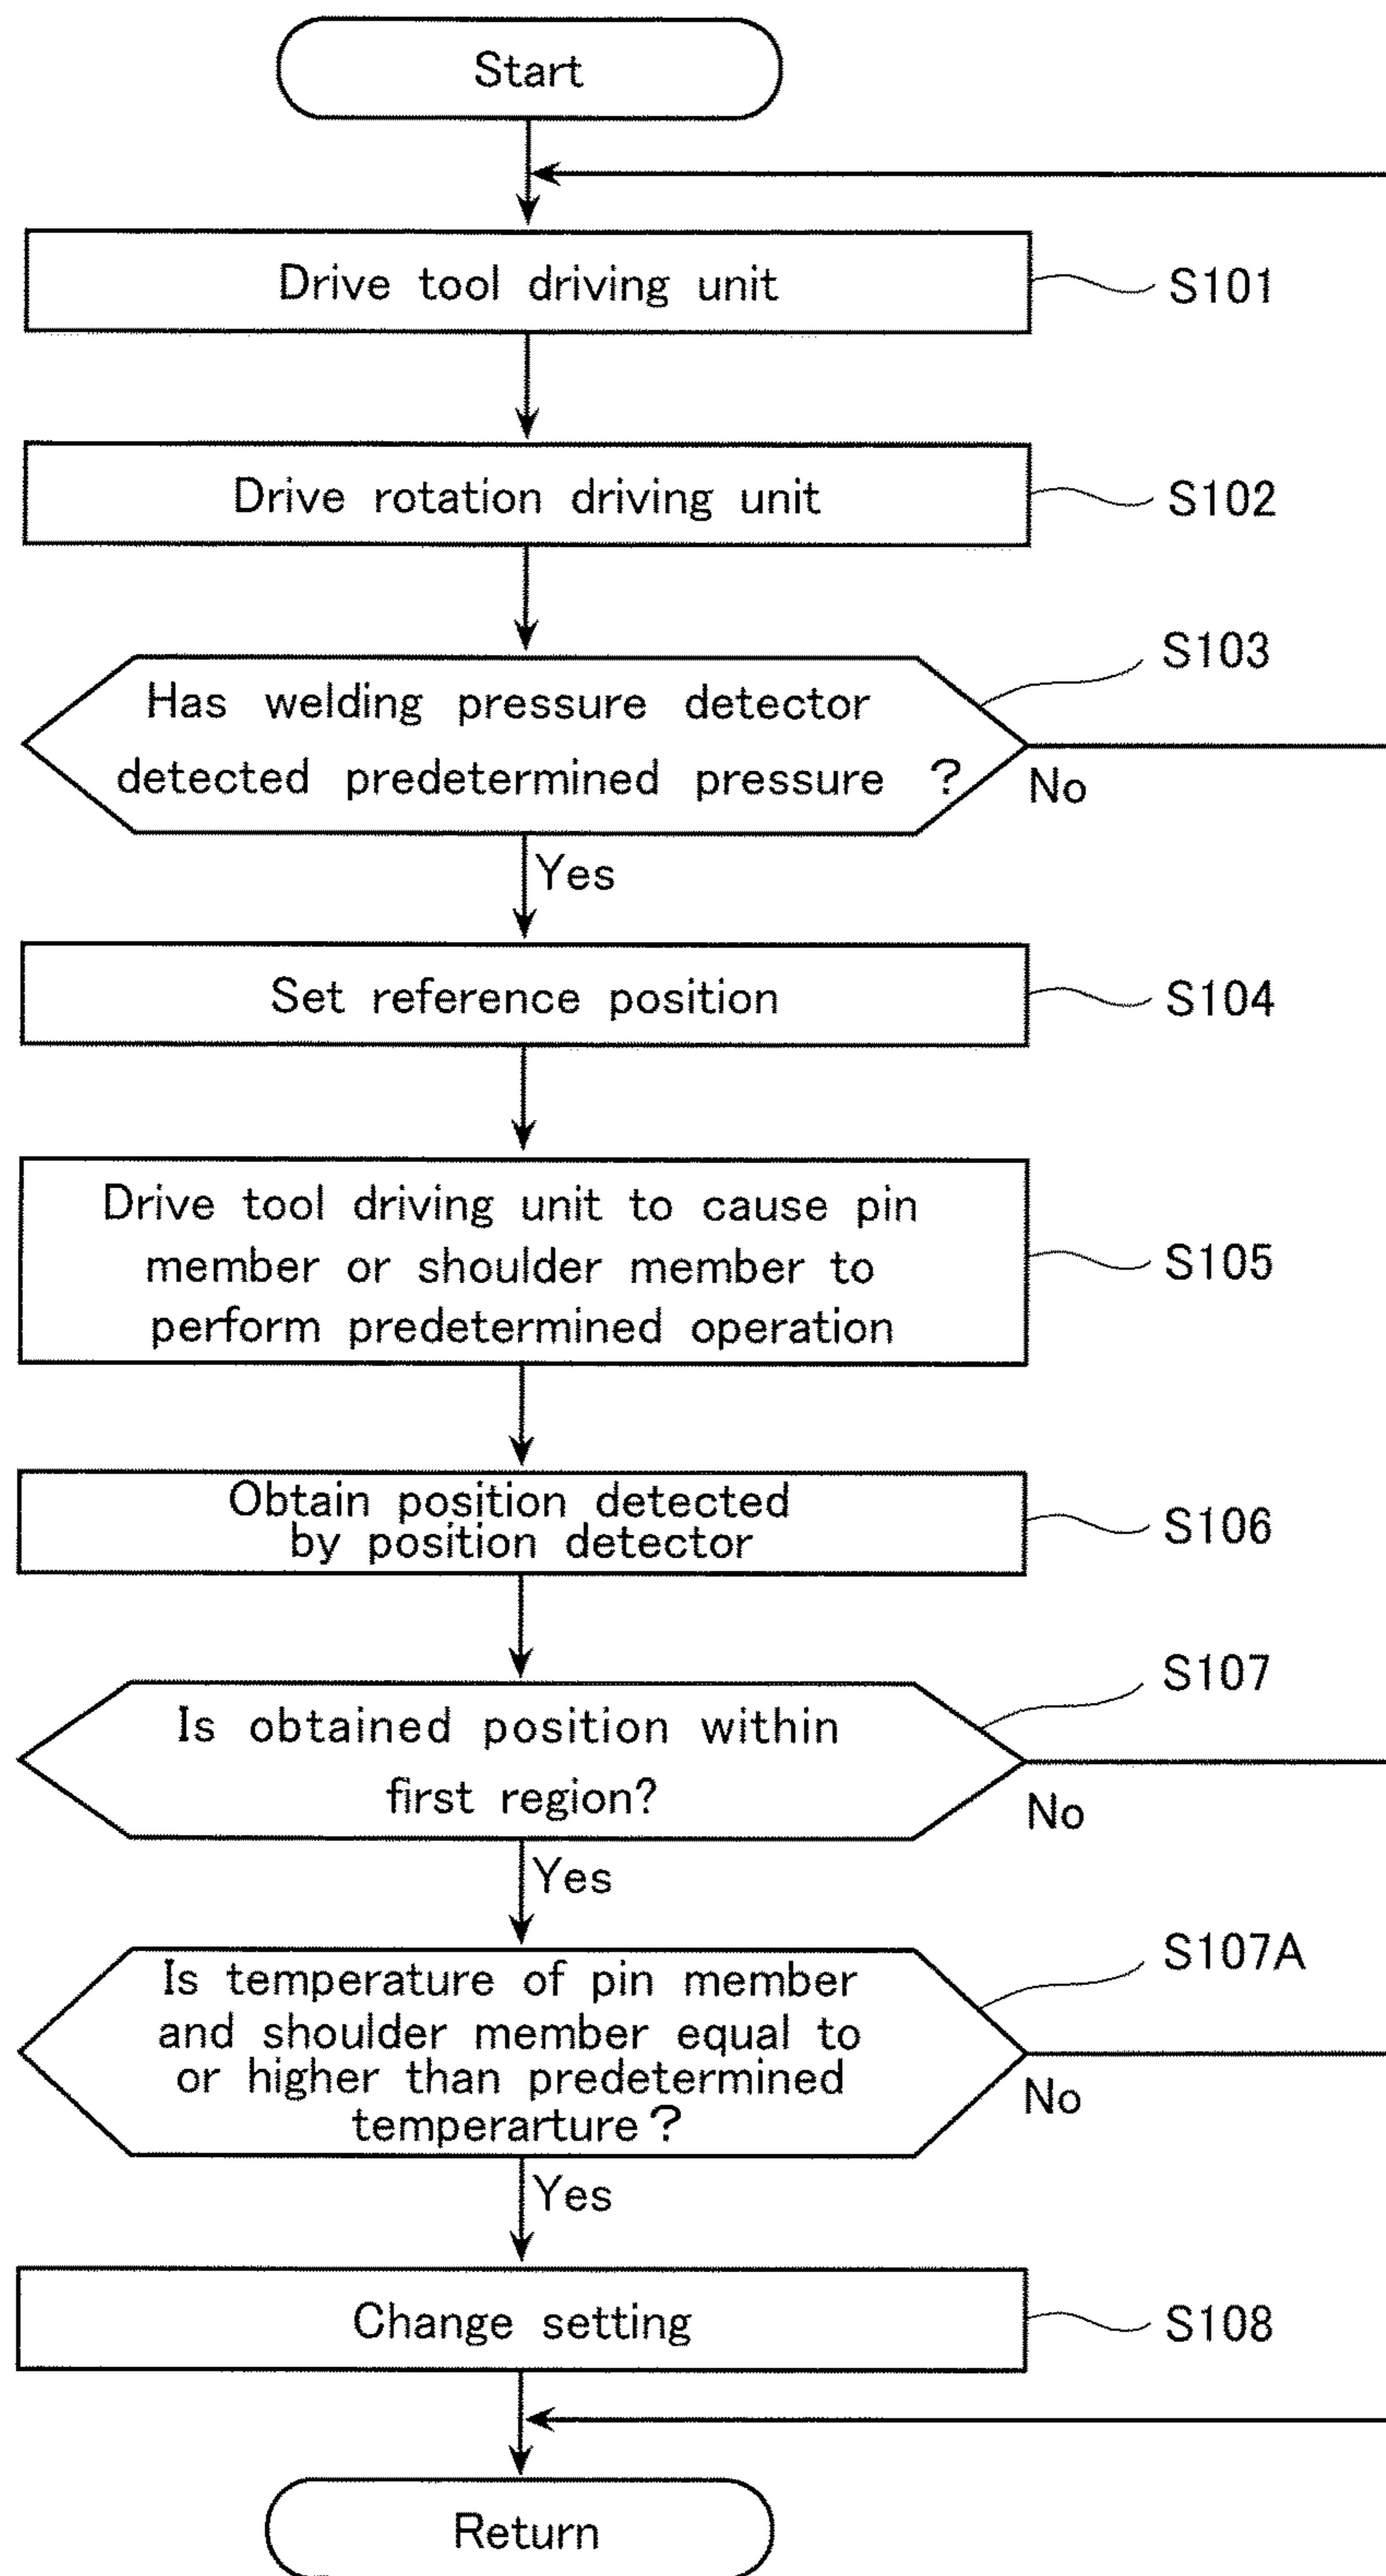 Start
Drive tool driving unit
S101
Drive rotation driving unit
S102
S103
Has welding pressure detector
detected predetermined pressure ?
No
Yes
Set reference position
S104
Drive tool driving unit to cause pin
member or shoulder member to
perform predetermined operation
S105
Obtain position detected
by position detector
S106
S107
Is obtained position within
first region?
No
Yes
S107A
Is temperature of pin member
and shoulder member equal to
or higher than predetermined
temperarture?
No
Yes
Change setting
S108
Return